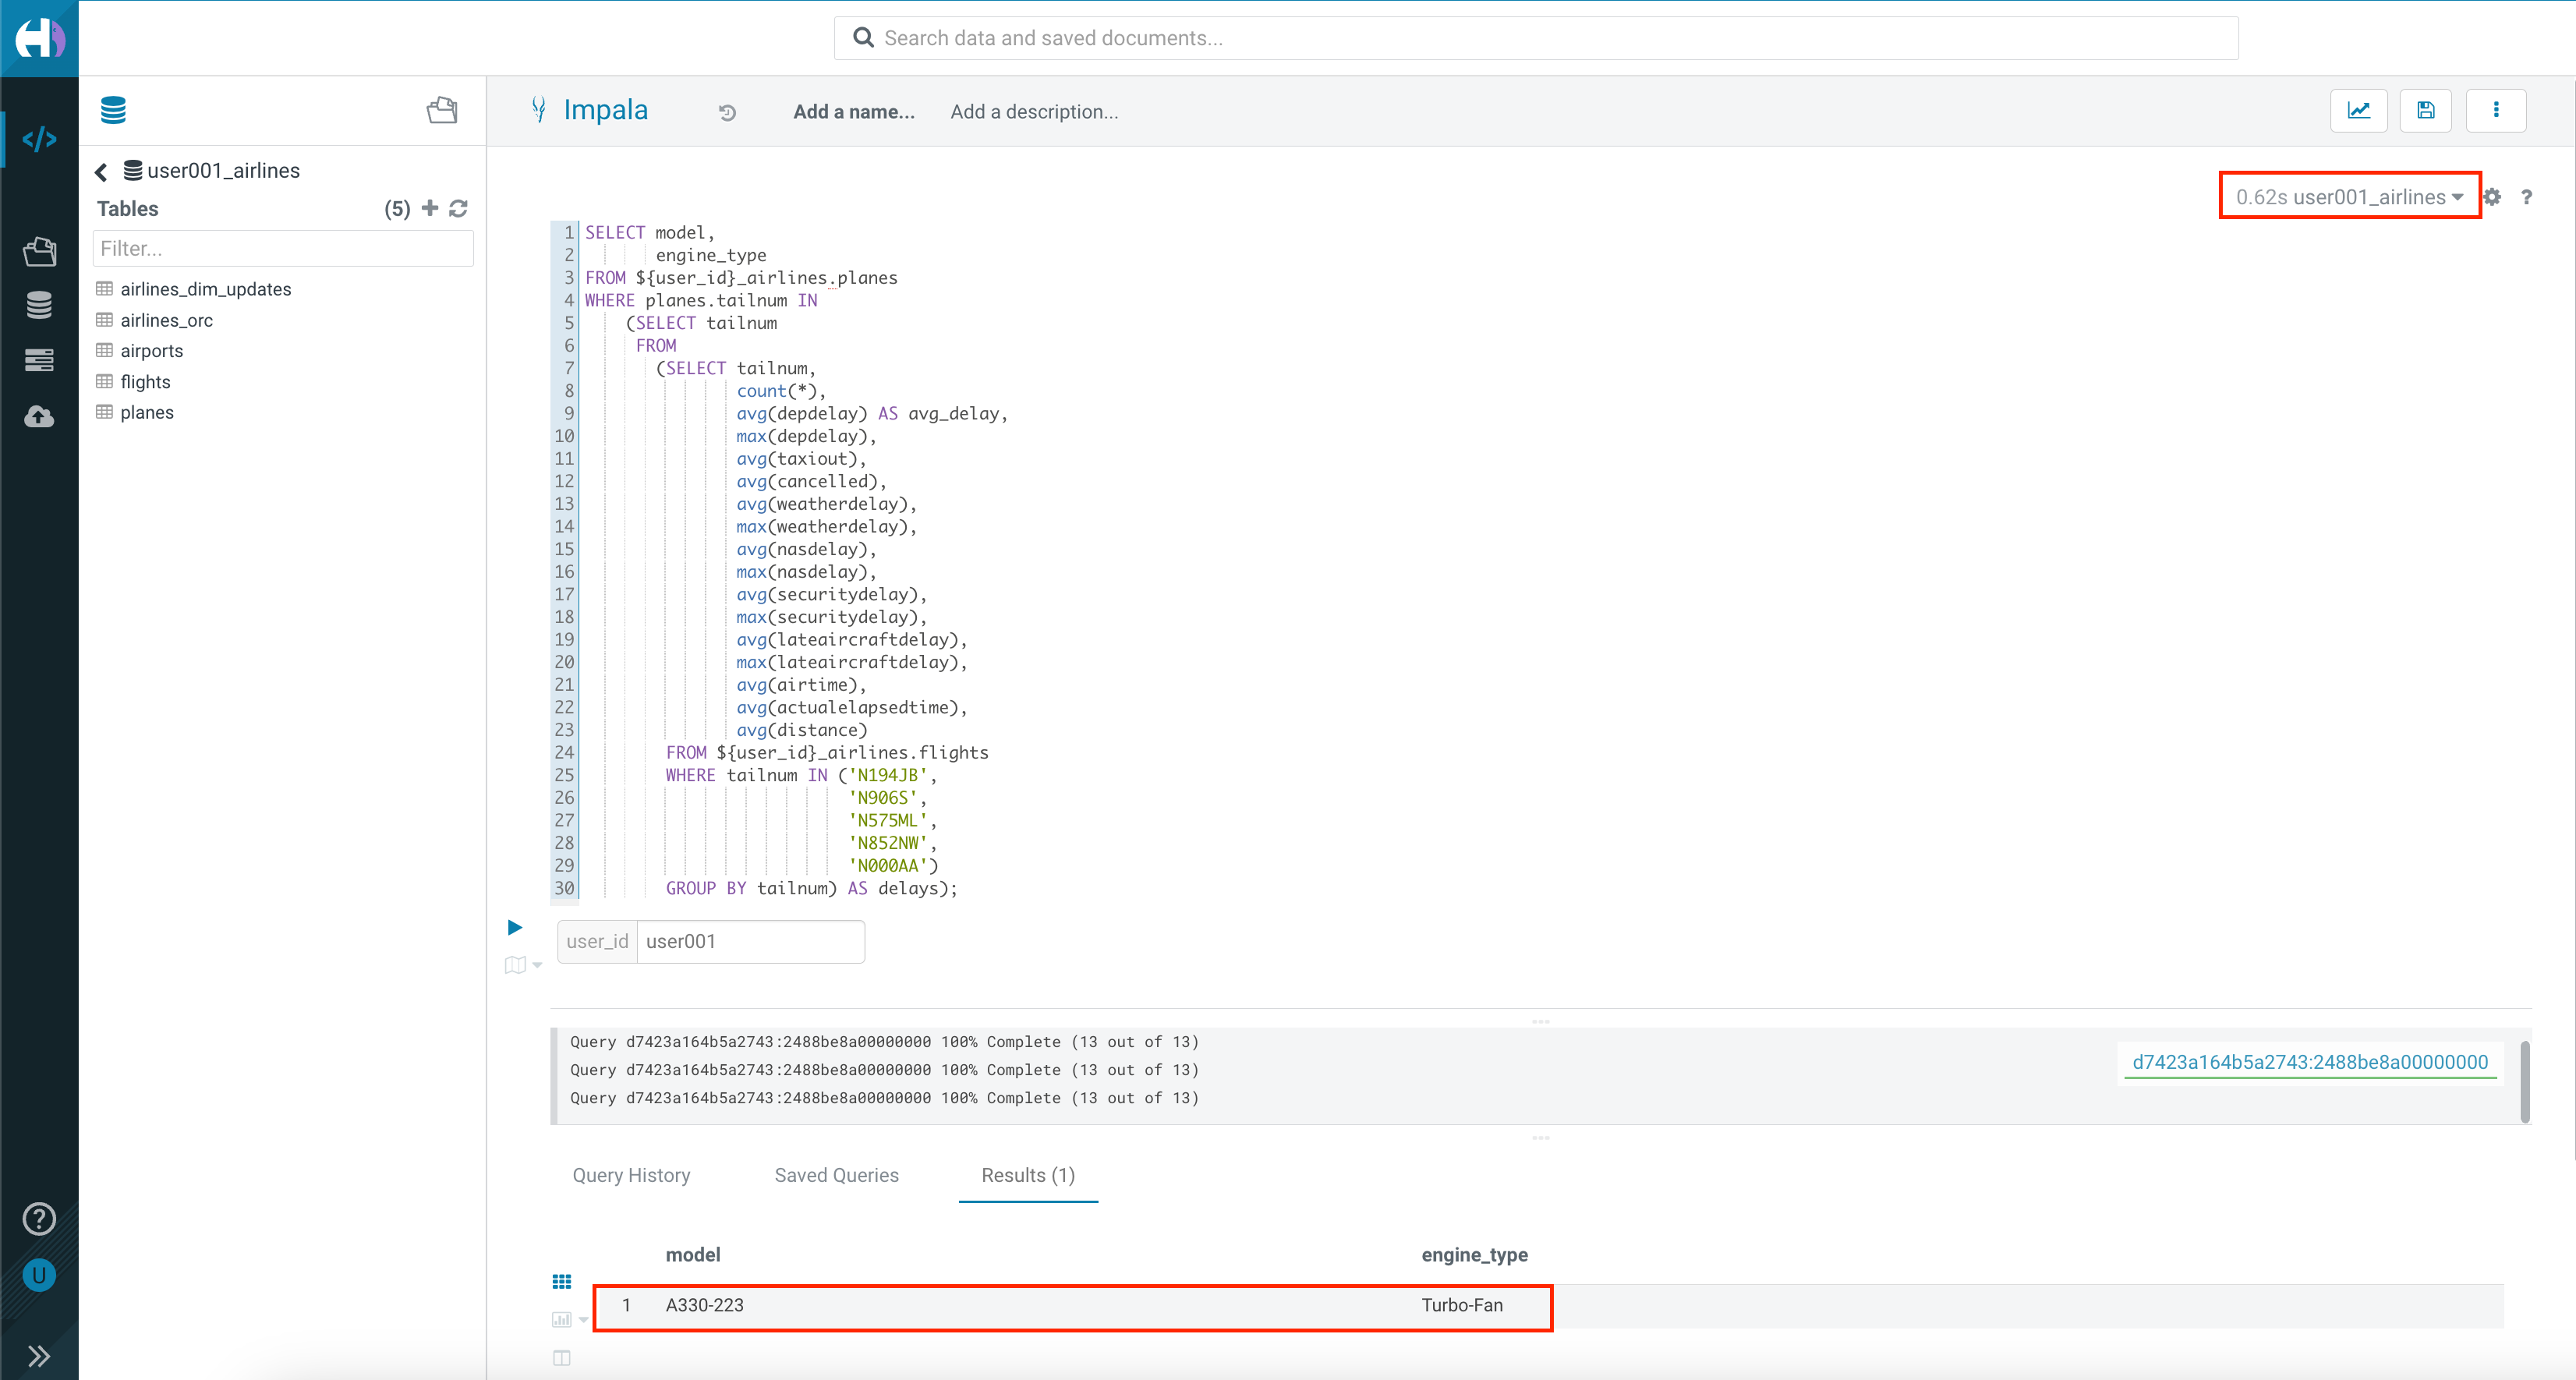 Search data and saved documents...
Impala
Add a name...
Add a description...
user001_airlines
Tables
(5)
Filter...
airlines_dim_updates
airlines_orc
airports
flights
planes
0.62s user001_airlines
?
1 SELECT model,
2 engine_type
3 FROM ${user_id}_airlines.planes
4 WHERE planes.tailnum IN
5 (SELECT tailnum
6 FROM
7 (SELECT tailnum,
8 count(*),
9 avg(depdelay) AS avg_delay,
10 max(depdelay),
11 avg(taxiout),
12 avg(cancelled),
13 avg(weatherdelay),
14 max(weatherdelay),
15 avg(nasdelay),
16 max(nasdelay),
17 avg(securitydelay),
18 max(securitydelay),
19 avg(lateaircraftdelay),
20 max(lateaircraftdelay),
21 avg(airtime),
22 avg(actualelapsedtime),
23 avg(distance)
24 FROM ${user_id}_airlines.flights
25 WHERE tailnum IN ('N194JB',
26 'N906S',
27 'N575ML',
28 'N852NW',
29 'N000AA')
30 GROUP BY tailnum) AS delays);
user_id user001
Query d7423a164b5a2743:2488be8a00000000 100% Complete (13 out of 13)
Query d7423a164b5a2743:2488be8a00000000 100% Complete (13 out of 13)
Query d7423a164b5a2743:2488be8a00000000 100% Complete (13 out of 13)
d7423a164b5a2743:2488be8a00000000
Query History
Saved Queries
Results (1)
model engine_type
1 A330-223 Turbo-Fan
?
U